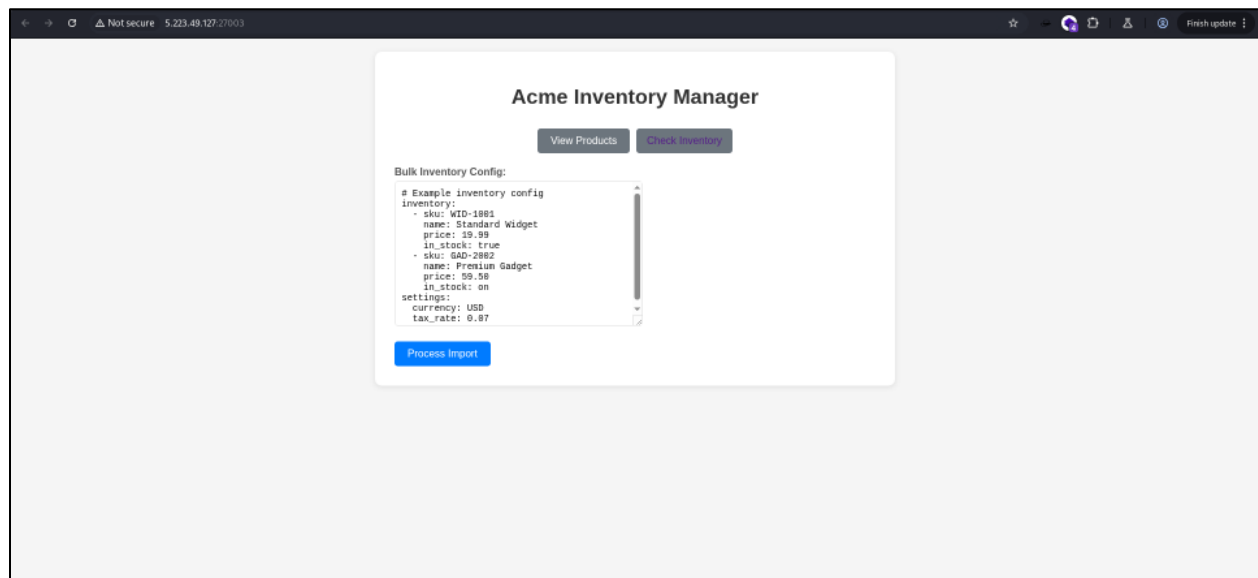 Not secure 5.223.49.127:27003
Finish update
Acme Inventory Manager
View Products Check Inventory
Bulk Inventory Config:
# Example inventory config
inventory:
  - sku: WID-1001
    name: Standard Widget
    price: 19.99
    in_stock: true
  - sku: GAD-2002
    name: Premium Gadget
    price: 59.50
    in_stock: on
settings:
  currency: USD
  tax_rate: 0.07
Process Import